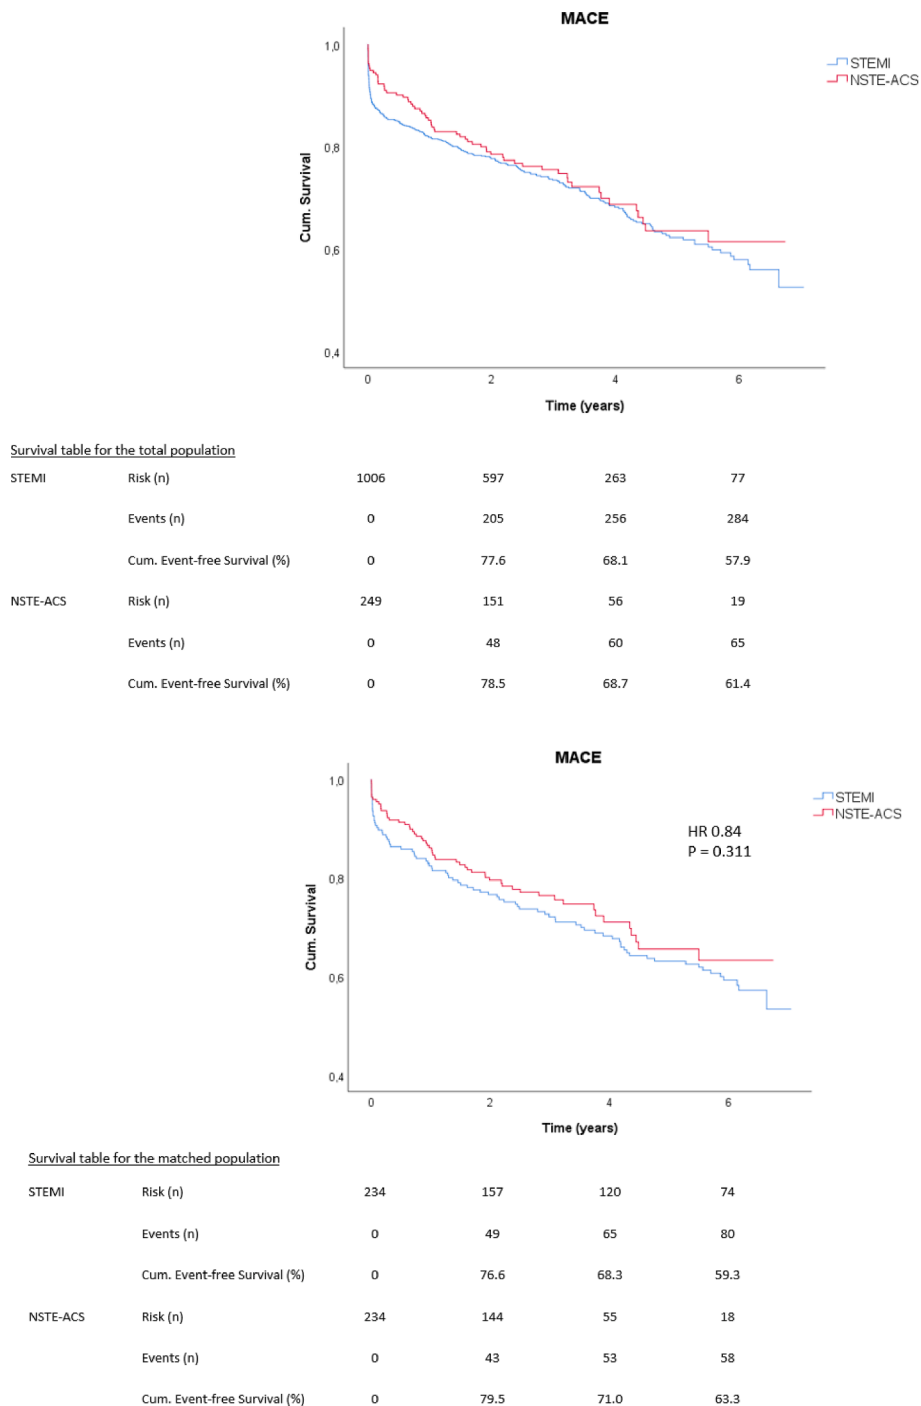 MACE
1,0
STEMI
NSTE-ACS
0,8
Cum. Survival
0,6
0,4
0 2 4 6
Time (years)
Survival table for the total population
STEMI Risk (n) 1006 597 263 77
Events (n) 0 205 256 284
Cum. Event-free Survival (%) 0 77.6 68.1 57.9
NSTE-ACS Risk (n) 249 151 56 19
Events (n) 0 48 60 65
Cum. Event-free Survival (%) 0 78.5 68.7 61.4
MACE
1,0
STEMI
NSTE-ACS
HR 0.84
P = 0.311
0,8
Cum. Survival
0,6
0,4
0 2 4 6
Time (years)
Survival table for the matched population
STEMI Risk (n) 234 157 120 74
Events (n) 0 49 65 80
Cum. Event-free Survival (%) 0 76.6 68.3 59.3
NSTE-ACS Risk (n) 234 144 55 18
Events (n) 0 43 53 58
Cum. Event-free Survival (%) 0 79.5 71.0 63.3